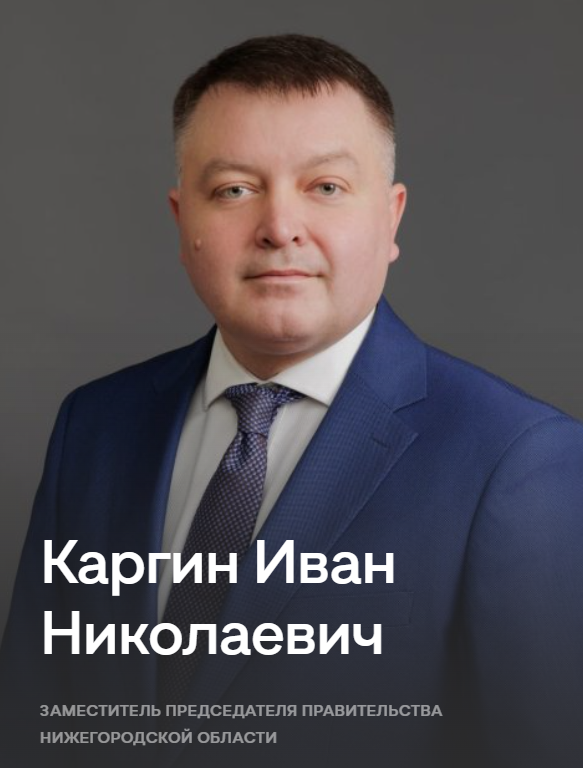 Каргин Иван
Николаевич
ЗАМЕСТИТЕЛЬ ПРЕДСЕДАТЕЛЯ ПРАВИТЕЛЬСТВА
НИЖЕГОРОДСКОЙ ОБЛАСТИ